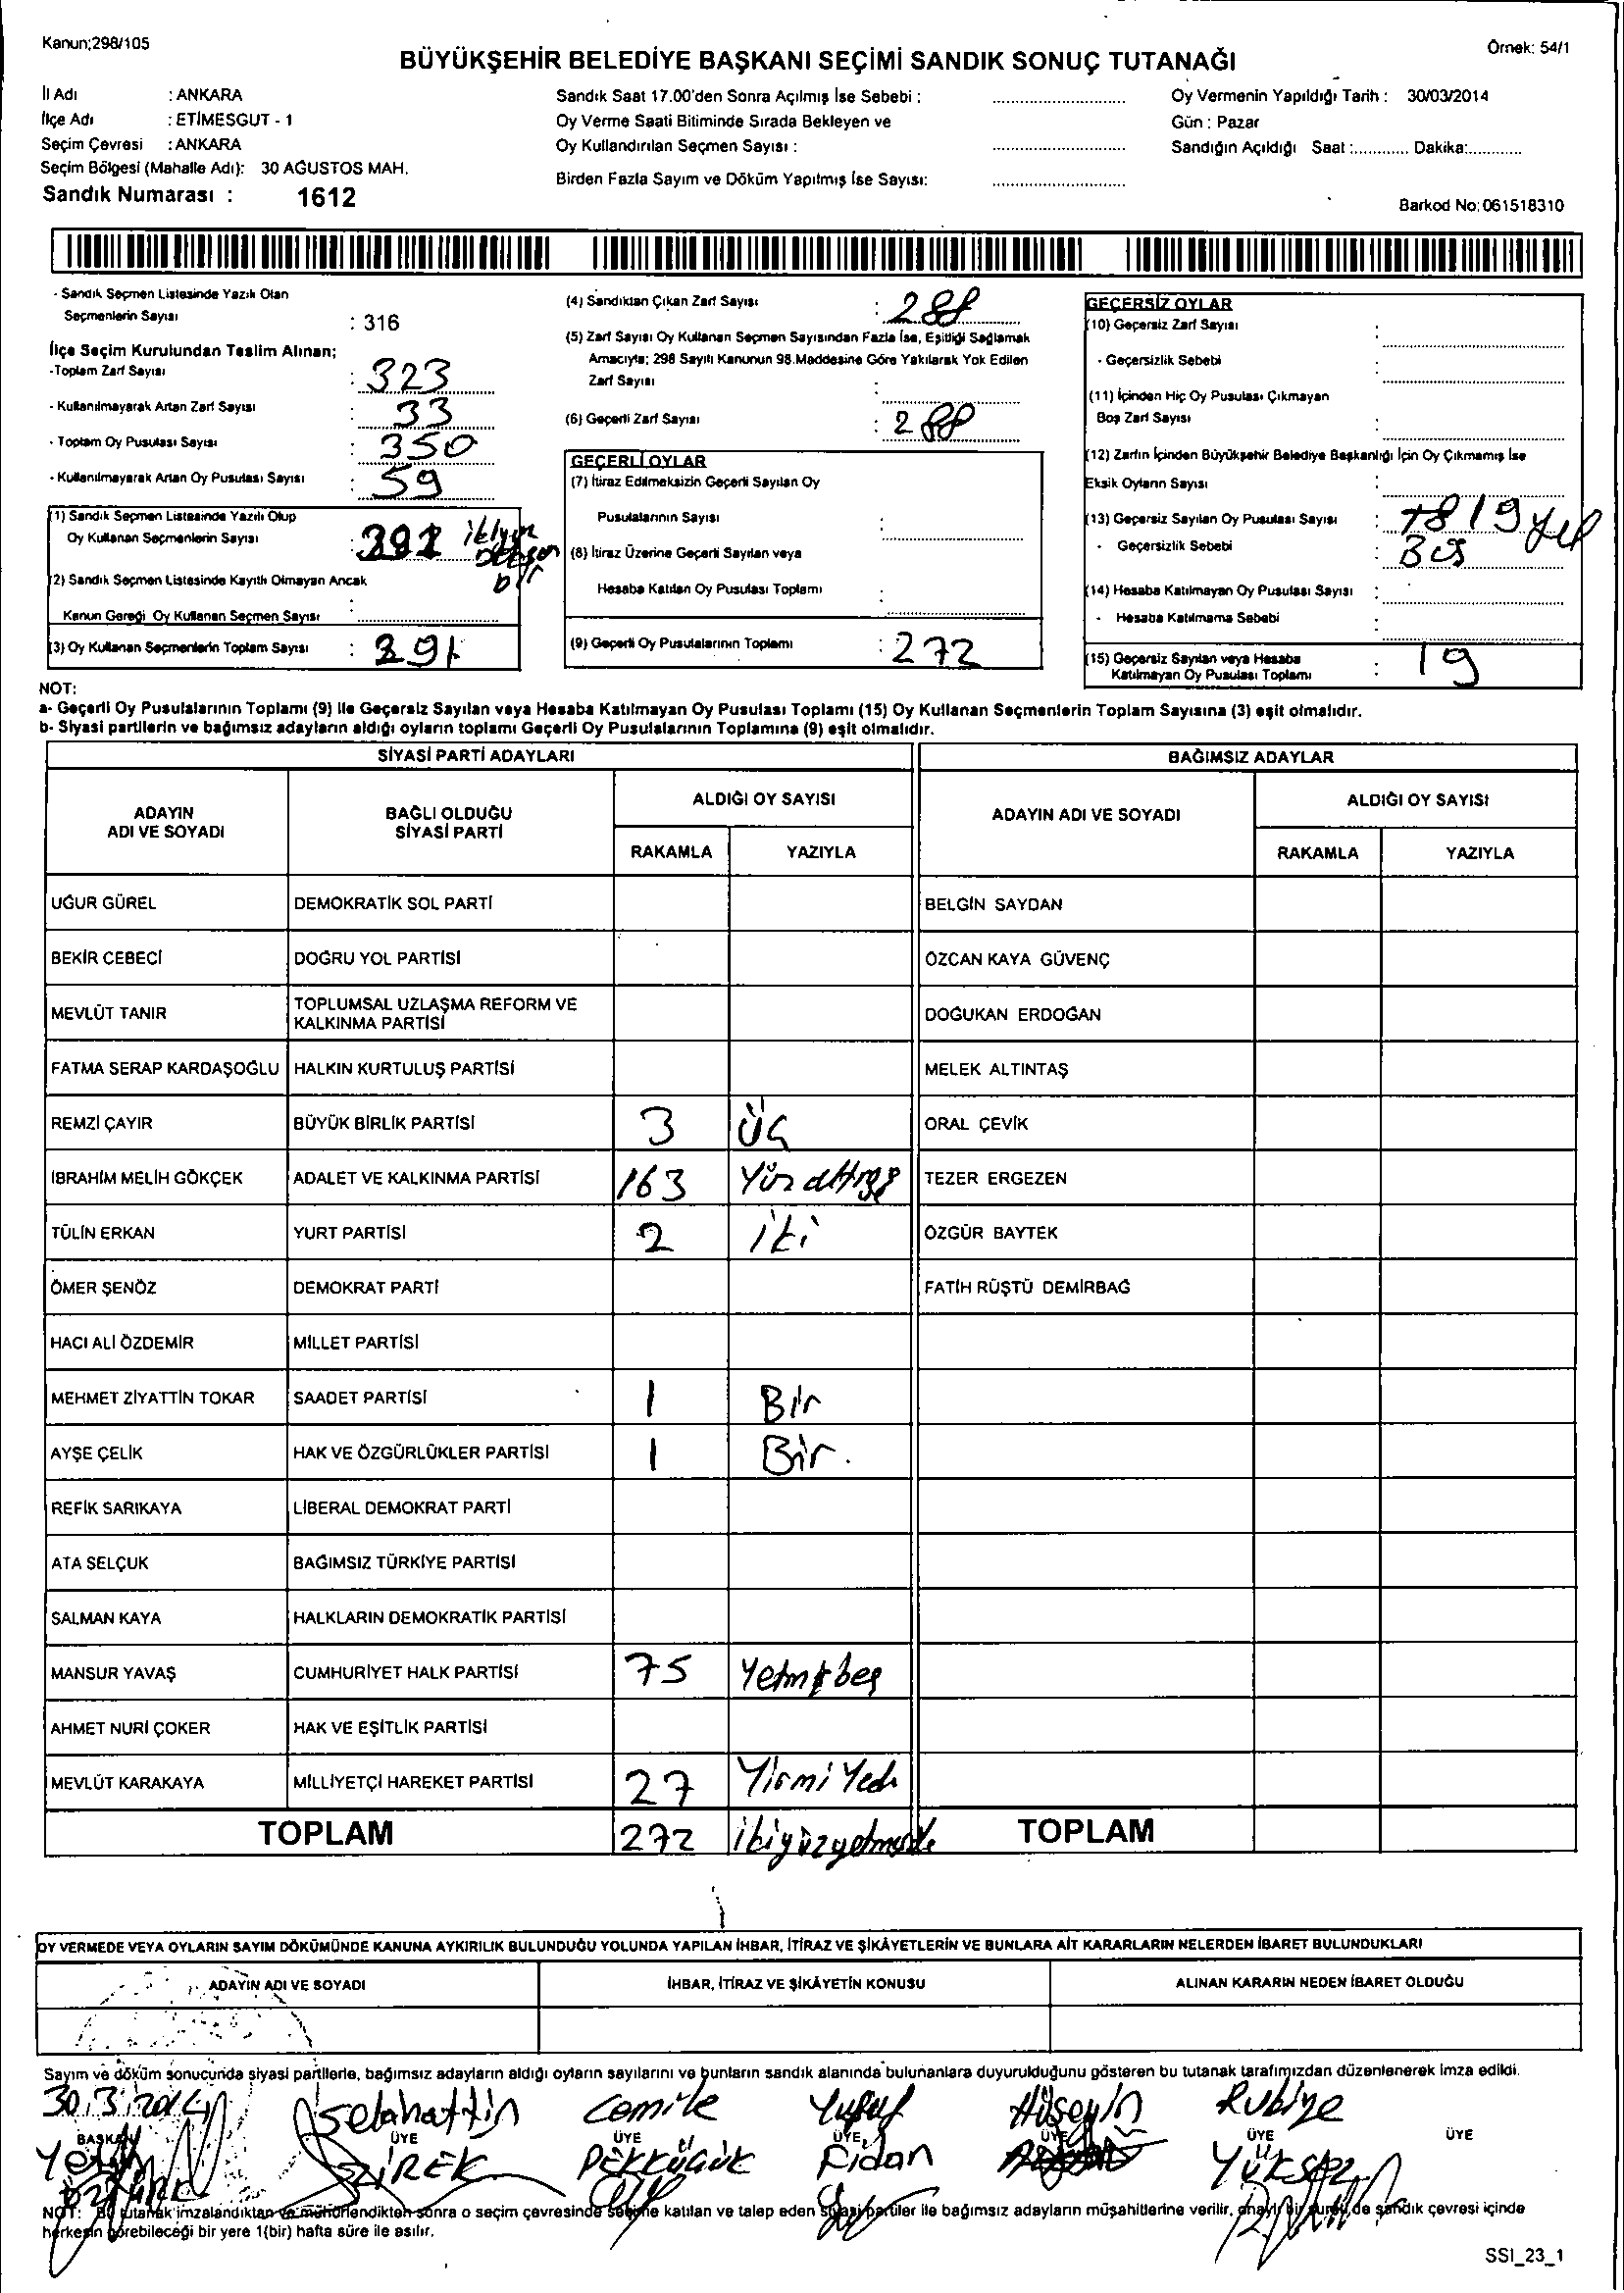 Kanun;298/105
Örnek: 54/1
BÜYÜKŞEHİR BELEDİYE BAŞKANI SEÇİMİ SANDIK SONUÇ TUTANAĞI
İl Adı : ANKARA
İlçe Adı : ETİMESGUT - 1
Seçim Çevresi : ANKARA
Seçim Bölgesi (Mahalle Adı): 30 AĞUSTOS MAH.
Sandık Numarası : 1612
Sandık Saat 17.00'den Sonra Açılmış İse Sebebi :
Oy Verme Saati Bitiminde Sırada Bekleyen ve
Oy Kullandırılan Seçmen Sayısı :
Birden Fazla Sayım ve Döküm Yapılmış İse Sayısı:
Oy Vermenin Yapıldığı Tarih : 30/03/2014
Gün : Pazar
Sandığın Açıldığı Saat :............ Dakika:............
Barkod No: 061518310
- Sandık Seçmen Listesinde Yazılı Olan
Seçmenlerin Sayısı : 316
İlçe Seçim Kurulundan Teslim Alınan;
-Toplam Zarf Sayısı : 323
- Kullanılmayarak Artan Zarf Sayısı : 33
- Toplam Oy Pusulası Sayısı : 350
- Kullanılmayarak Artan Oy Pusulası Sayısı : 59
(1) Sandık Seçmen Listesinde Yazılı Olup
Oy Kullanan Seçmenlerin Sayısı :
(2) Sandık Seçmen Listesinde Kayıtlı Olmayan Ancak
Kanun Gereği Oy Kullanan Seçmen Sayısı :
(3) Oy Kullanan Seçmenlerin Toplam Sayısı : 291
(4) Sandıktan Çıkan Zarf Sayısı : 288
(5) Zarf Sayısı Oy Kullanan Seçmen Sayısından Fazla İse, Eşitliği Sağlamak
Amacıyla; 298 Sayılı Kanunun 98.Maddesine Göre Yakılarak Yok Edilen
Zarf Sayısı :
(6) Geçerli Zarf Sayısı : 288
GEÇERLİ OYLAR
(7) İtiraz Edilmeksizin Geçerli Sayılan Oy
Pusulalarının Sayısı :
(8) İtiraz Üzerine Geçerli Sayılan veya
Hesaba Katılan Oy Pusulası Toplamı :
(9) Geçerli Oy Pusulalarının Toplamı : 272
GEÇERSİZ OYLAR
(10) Geçersiz Zarf Sayısı :
- Geçersizlik Sebebi :
(11) İçinden Hiç Oy Pusulası Çıkmayan
Boş Zarf Sayısı :
(12) Zarfın İçinden Büyükşehir Belediye Başkanlığı İçin Oy Çıkmamış İse
Eksik Oyların Sayısı :
(13) Geçersiz Sayılan Oy Pusulası Sayısı : 19
- Geçersizlik Sebebi :
(14) Hesaba Katılmayan Oy Pusulası Sayısı :
- Hesaba Katılmama Sebebi :
(15) Geçersiz Sayılan veya Hesaba
Katılmayan Oy Pusulası Toplamı : 19
NOT:
a- Geçerli Oy Pusulalarının Toplamı (9) ile Geçersiz Sayılan veya Hesaba Katılmayan Oy Pusulası Toplamı (15) Oy Kullanan Seçmenlerin Toplam Sayısına (3) eşit olmalıdır.
b- Siyasi partilerin ve bağımsız adayların aldığı oyların toplamı Geçerli Oy Pusulalarının Toplamına (9) eşit olmalıdır.
SİYASİ PARTİ ADAYLARI
BAĞIMSIZ ADAYLAR
ADAYIN ADI VE SOYADI
BAĞLI OLDUĞU SİYASİ PARTİ
ALDIĞI OY SAYISI
RAKAMLA YAZIYLA
ADAYIN ADI VE SOYADI
ALDIĞI OY SAYISI
RAKAMLA YAZIYLA
UĞUR GÜREL DEMOKRATİK SOL PARTİ BELGİN SAYDAN
BEKİR CEBECİ DOĞRU YOL PARTİSİ ÖZCAN KAYA GÜVENÇ
MEVLÜT TANIR TOPLUMSAL UZLAŞMA REFORM VE KALKINMA PARTİSİ DOĞUKAN ERDOĞAN
FATMA SERAP KARDAŞOĞLU HALKIN KURTULUŞ PARTİSİ MELEK ALTINTAŞ
REMZİ ÇAYIR BÜYÜK BİRLİK PARTİSİ 3 üç ORAL ÇEVİK
İBRAHİM MELİH GÖKÇEK ADALET VE KALKINMA PARTİSİ 163 TEZER ERGEZEN
TÜLİN ERKAN YURT PARTİSİ 2 iki ÖZGÜR BAYTEK
ÖMER ŞENÖZ DEMOKRAT PARTİ FATİH RÜŞTÜ DEMİRBAĞ
HACI ALİ ÖZDEMİR MİLLET PARTİSİ
MEHMET ZİYATTİN TOKAR SAADET PARTİSİ 1 Bir
AYŞE ÇELİK HAK VE ÖZGÜRLÜKLER PARTİSİ 1 Bir.
REFİK SARIKAYA LİBERAL DEMOKRAT PARTİ
ATA SELÇUK BAĞIMSIZ TÜRKİYE PARTİSİ
SALMAN KAYA HALKLARIN DEMOKRATİK PARTİSİ
MANSUR YAVAŞ CUMHURİYET HALK PARTİSİ 75 Yetmişbeş
AHMET NURİ ÇOKER HAK VE EŞİTLİK PARTİSİ
MEVLÜT KARAKAYA MİLLİYETÇİ HAREKET PARTİSİ 27 Yirmi Yedi
TOPLAM 272 TOPLAM
OY VERMEDE VEYA OYLARIN SAYIM DÖKÜMÜNDE KANUNA AYKIRILIK BULUNDUĞU YOLUNDA YAPILAN İHBAR, İTİRAZ VE ŞİKÂYETLERİN VE BUNLARA AİT KARARLARIN NELERDEN İBARET BULUNDUKLARI
ADAYIN ADI VE SOYADI İHBAR, İTİRAZ VE ŞİKÂYETİN KONUSU ALINAN KARARIN NEDEN İBARET OLDUĞU
Sayım ve döküm sonucunda siyasi partilerle, bağımsız adayların aldığı oyların sayılarını ve bunların sandık alanında bulunanlara duyurulduğunu gösteren bu tutanak tarafımızdan düzenlenerek imza edildi.
30.3.2014 Selahattin Cemile Yusuf Hüseyin Rubiye
BAŞKAN ÜYE ÜYE ÜYE ÜYE ÜYE ÜYE
ZİREK Fidan
NOT: Bu tutanak imzalandıktan ve mühürlendikten sonra o seçim çevresinde seçime katılan ve talep eden siyasi partiler ile bağımsız adayların müşahitlerine verilir, onaylı bir sureti de sandık çevresi içinde
herkesin görebileceği bir yere 1(bir) hafta süre ile asılır.
SSI_23_1